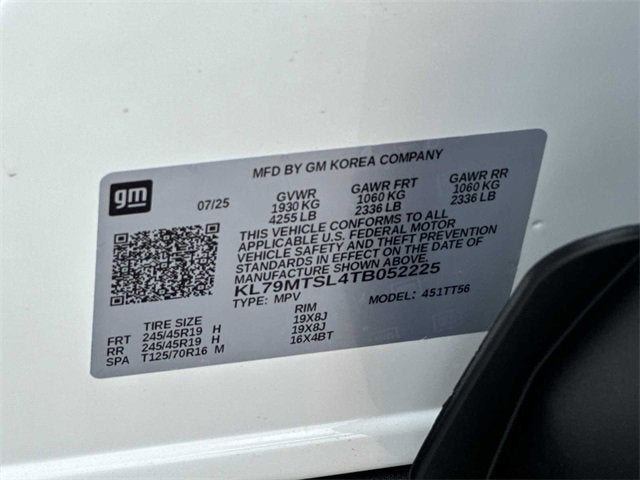 MFD BY GM KOREA COMPANY
gm
07/25
GVWR GAWR FRT GAWR RR
1930 KG 1060 KG 1060 KG
4255 LB 2336 LB 2336 LB
THIS VEHICLE CONFORMS TO ALL
APPLICABLE U.S. FEDERAL MOTOR
VEHICLE SAFETY AND THEFT PREVENTION
STANDARDS IN EFFECT ON THE DATE OF
MANUFACTURE SHOWN ABOVE.
KL79MTSL4TB052225
TYPE: MPV MODEL: 451TT56
TIRE SIZE RIM
FRT 245/45R19 H 19X8J
RR 245/45R19 H 19X8J
SPA T125/70R16 M 16X4BT